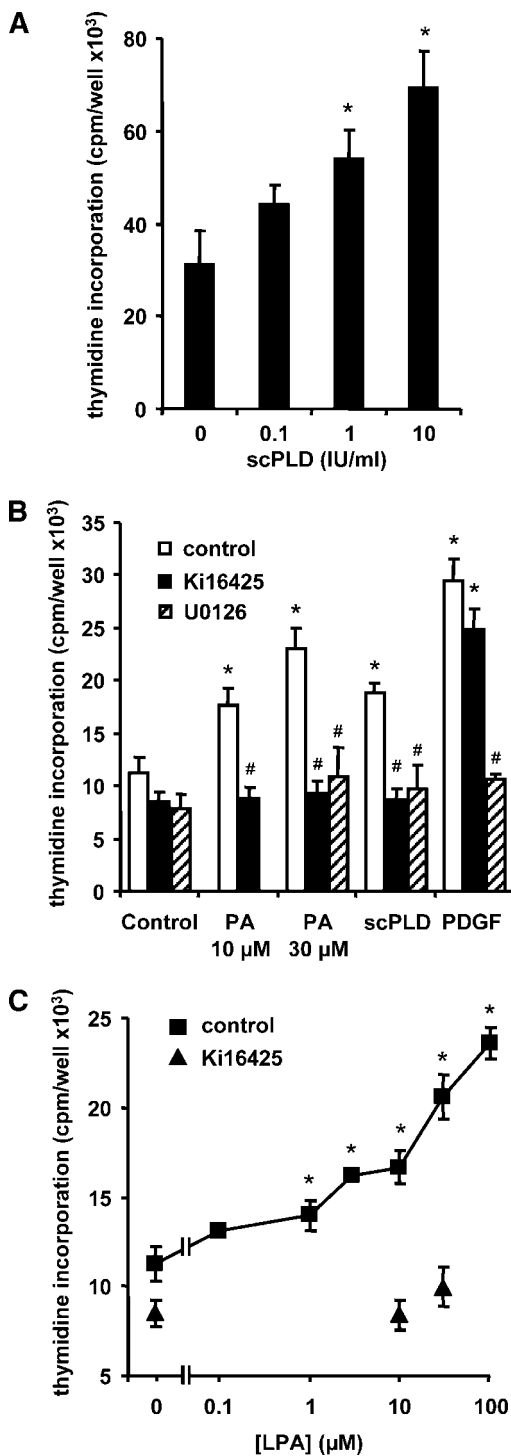 A
thymidine incorporation (cpm/well x10³)
80
60
40
20
0
*
*
0 0.1 1 10
scPLD (IU/ml)
B
thymidine incorporation (cpm/well x10³)
35
30
25
20
15
10
5
0
control
Ki16425
U0126
* # * # # * # # * * #
Control PA PA scPLD PDGF
10 µM 30 µM
C
thymidine incorporation (cpm/well x10³)
25
20
15
10
5
control
Ki16425
* * * * *
0 0.1 1 10 100
[LPA] (µM)